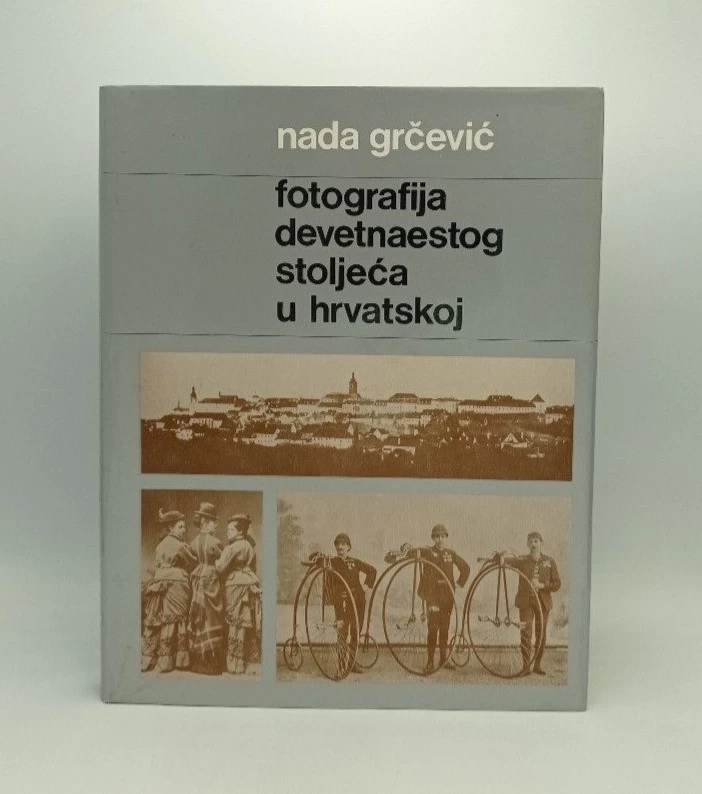 nada grčević
fotografija
devetnaestog
stoljeća
u hrvatskoj